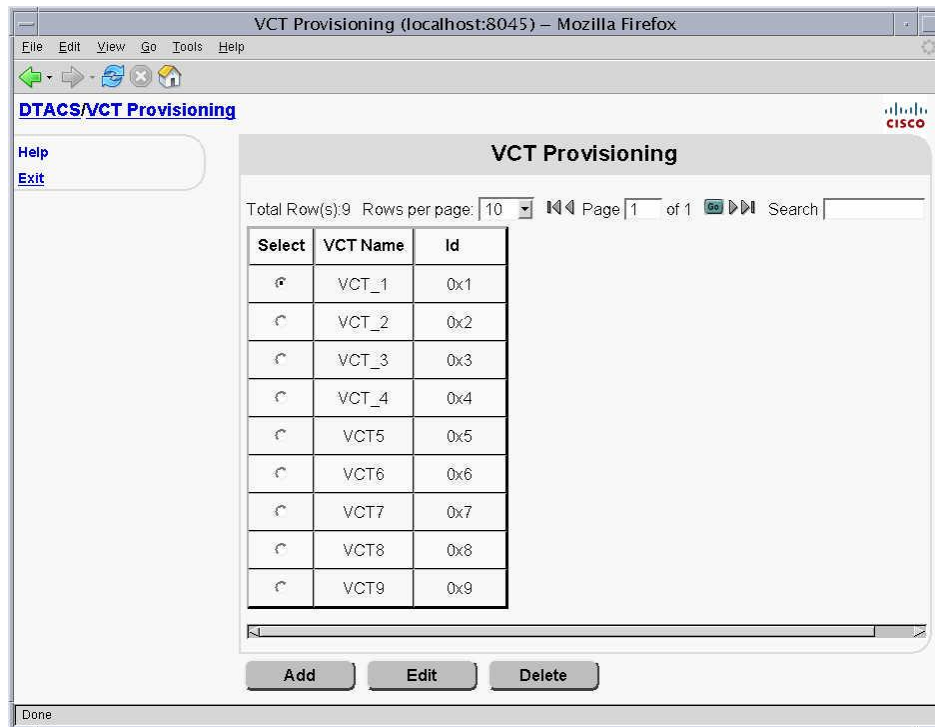 VCT Provisioning (localhost:8045) – Mozilla Firefox
File Edit View Go Tools Help
DTACS/VCT Provisioning
CISCO
Help
Exit
VCT Provisioning
Total Row(s):9 Rows per page: 10 Page 1 of 1 Go Search
Select VCT Name Id
VCT_1 0x1
VCT_2 0x2
VCT_3 0x3
VCT_4 0x4
VCT5 0x5
VCT6 0x6
VCT7 0x7
VCT8 0x8
VCT9 0x9
Add Edit Delete
Done